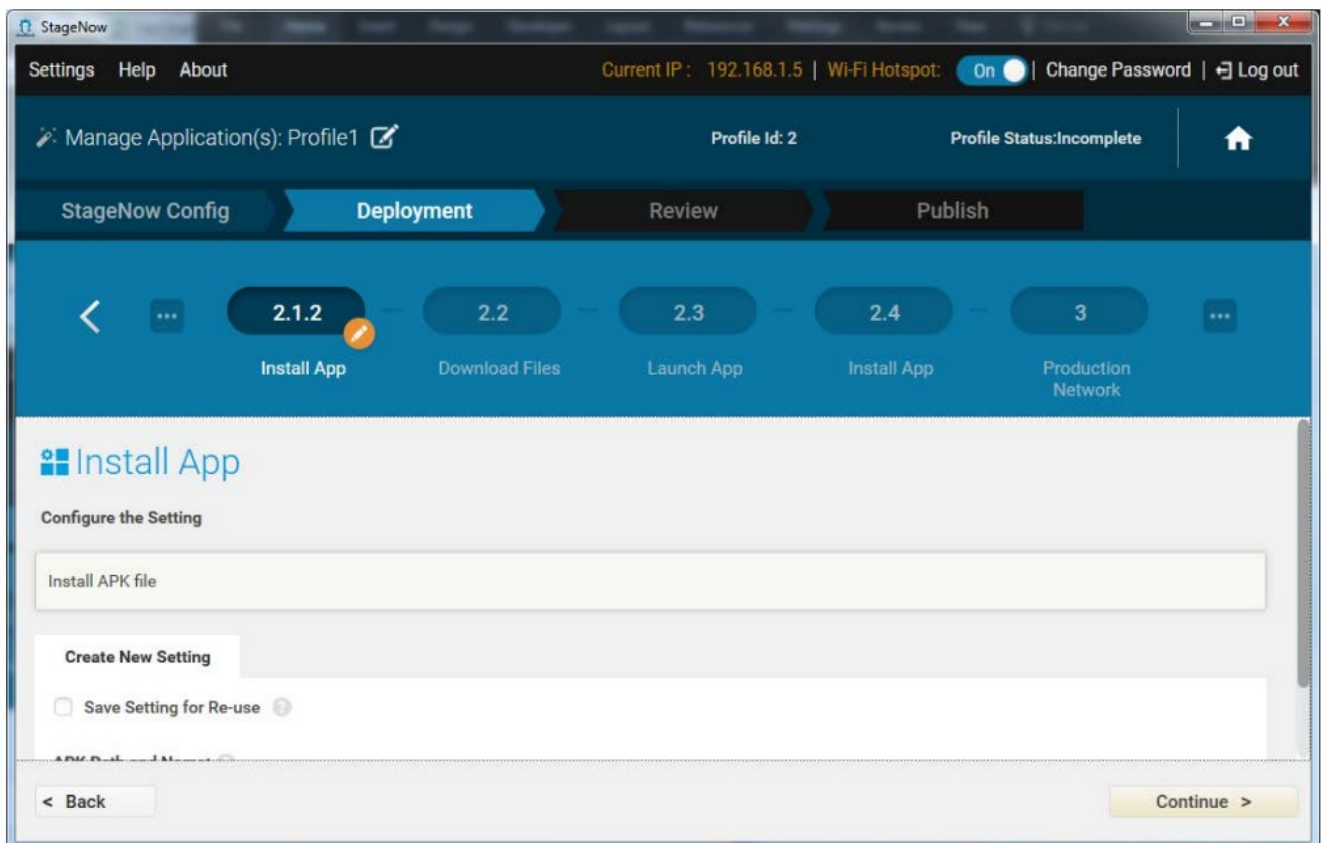 StageNow
Settings Help About Current IP : 192.168.1.5 | Wi-Fi Hotspot: On | Change Password | Log out
Manage Application(s): Profile1 Profile Id: 2 Profile Status:Incomplete
StageNow Config Deployment Review Publish
2.1.2 2.2 2.3 2.4 3
Install App Download Files Launch App Install App Production
Network
Install App
Configure the Setting
Install APK file
Create New Setting
Save Setting for Re-use
< Back Continue >